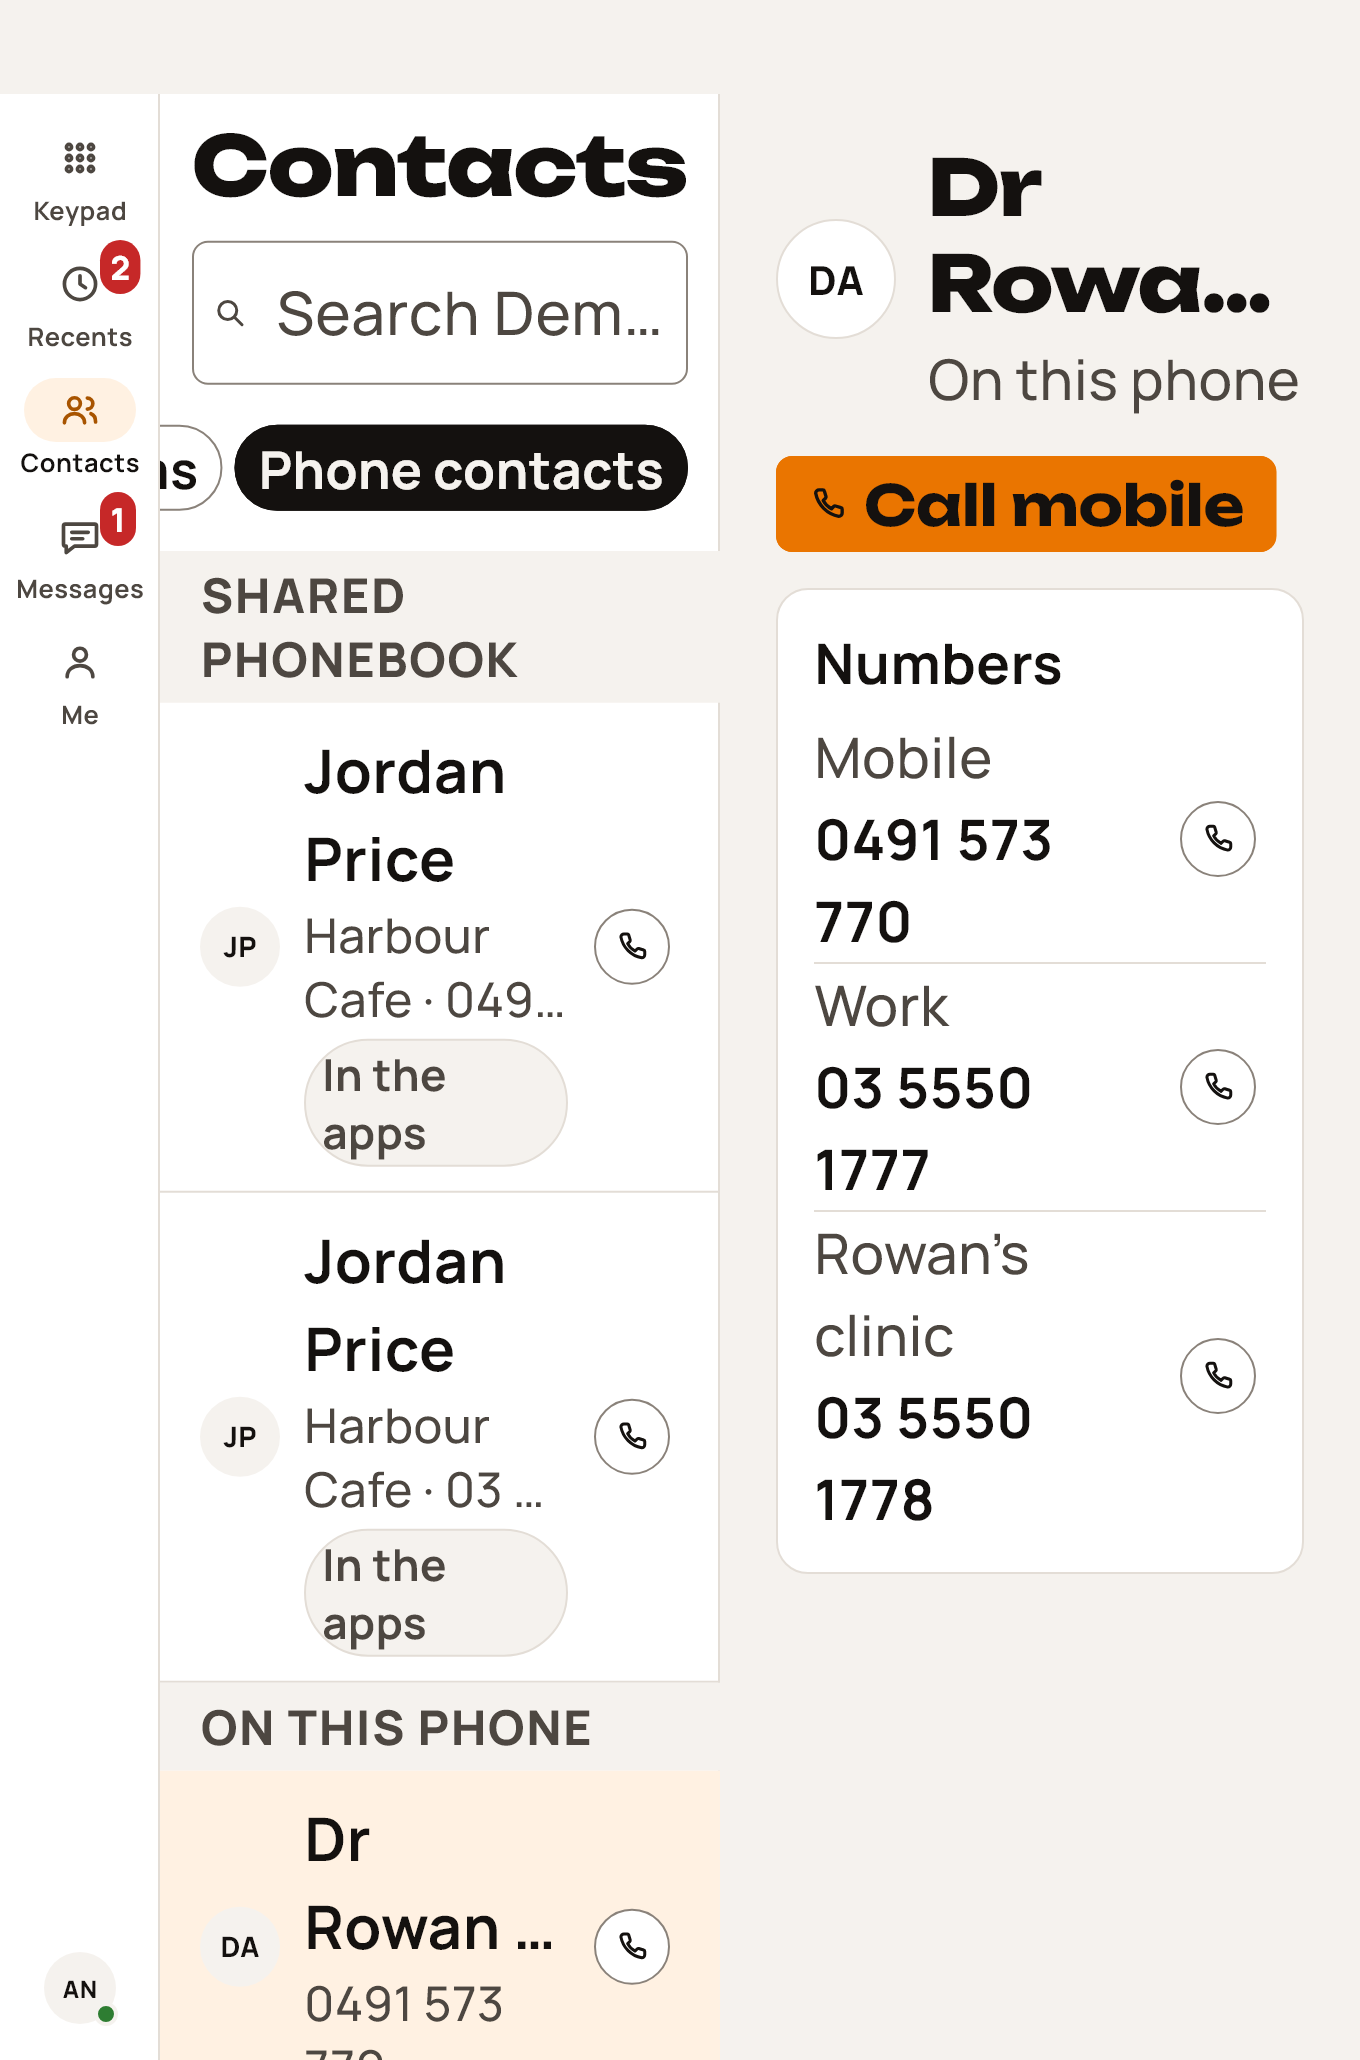 Keypad
2
Recents
Contacts
1
Messages
Me
AN
Contacts
Search Dem...
Phone contacts
SHARED
PHONEBOOK
JP
Jordan
Price
Harbour
Cafe · 049...
In the
apps
JP
Jordan
Price
Harbour
Cafe · 03 ...
In the
apps
ON THIS PHONE
DA
Dr
Rowan ...
0491 573
DA
Dr
Rowa...
On this phone
Call mobile
Numbers
Mobile
0491 573
770
Work
03 5550
1777
Rowan’s
clinic
03 5550
1778